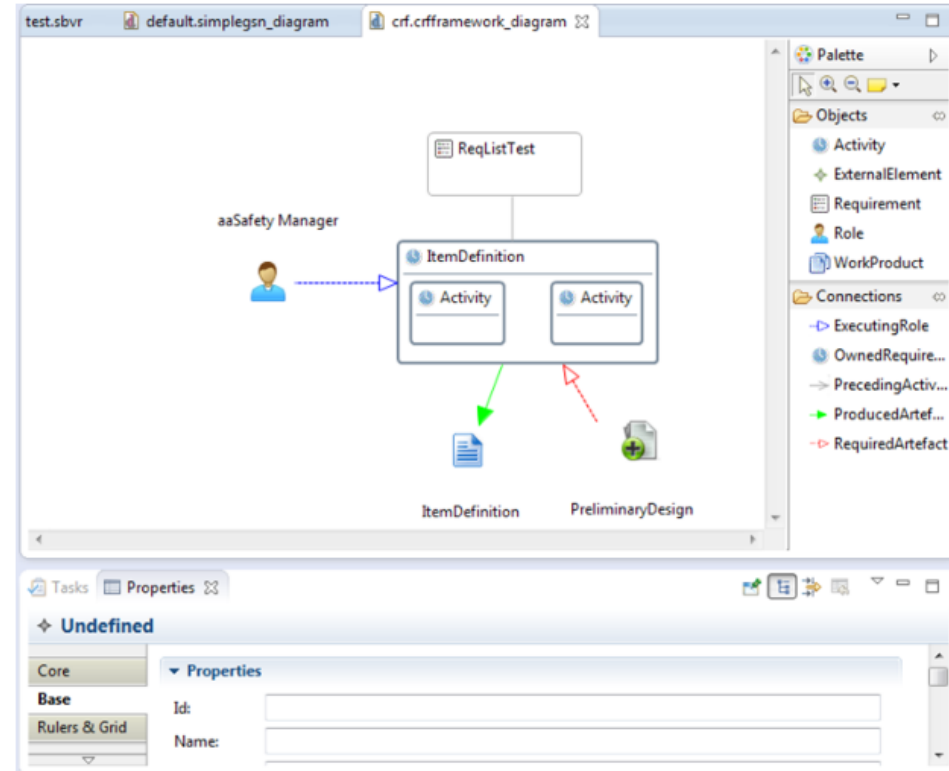 test.sbvr default.simplegsn_diagram crf.crfframework_diagram
Palette
Objects
Activity
ExternalElement
Requirement
Role
WorkProduct
Connections
ExecutingRole
OwnedRequire...
PrecedingActiv...
ProducedArtef...
RequiredArtefact
ReqListTest
aaSafety Manager
ItemDefinition
Activity Activity
ItemDefinition PreliminaryDesign
Tasks Properties
Undefined
Core
Base
Rulers & Grid
Properties
Id:
Name: